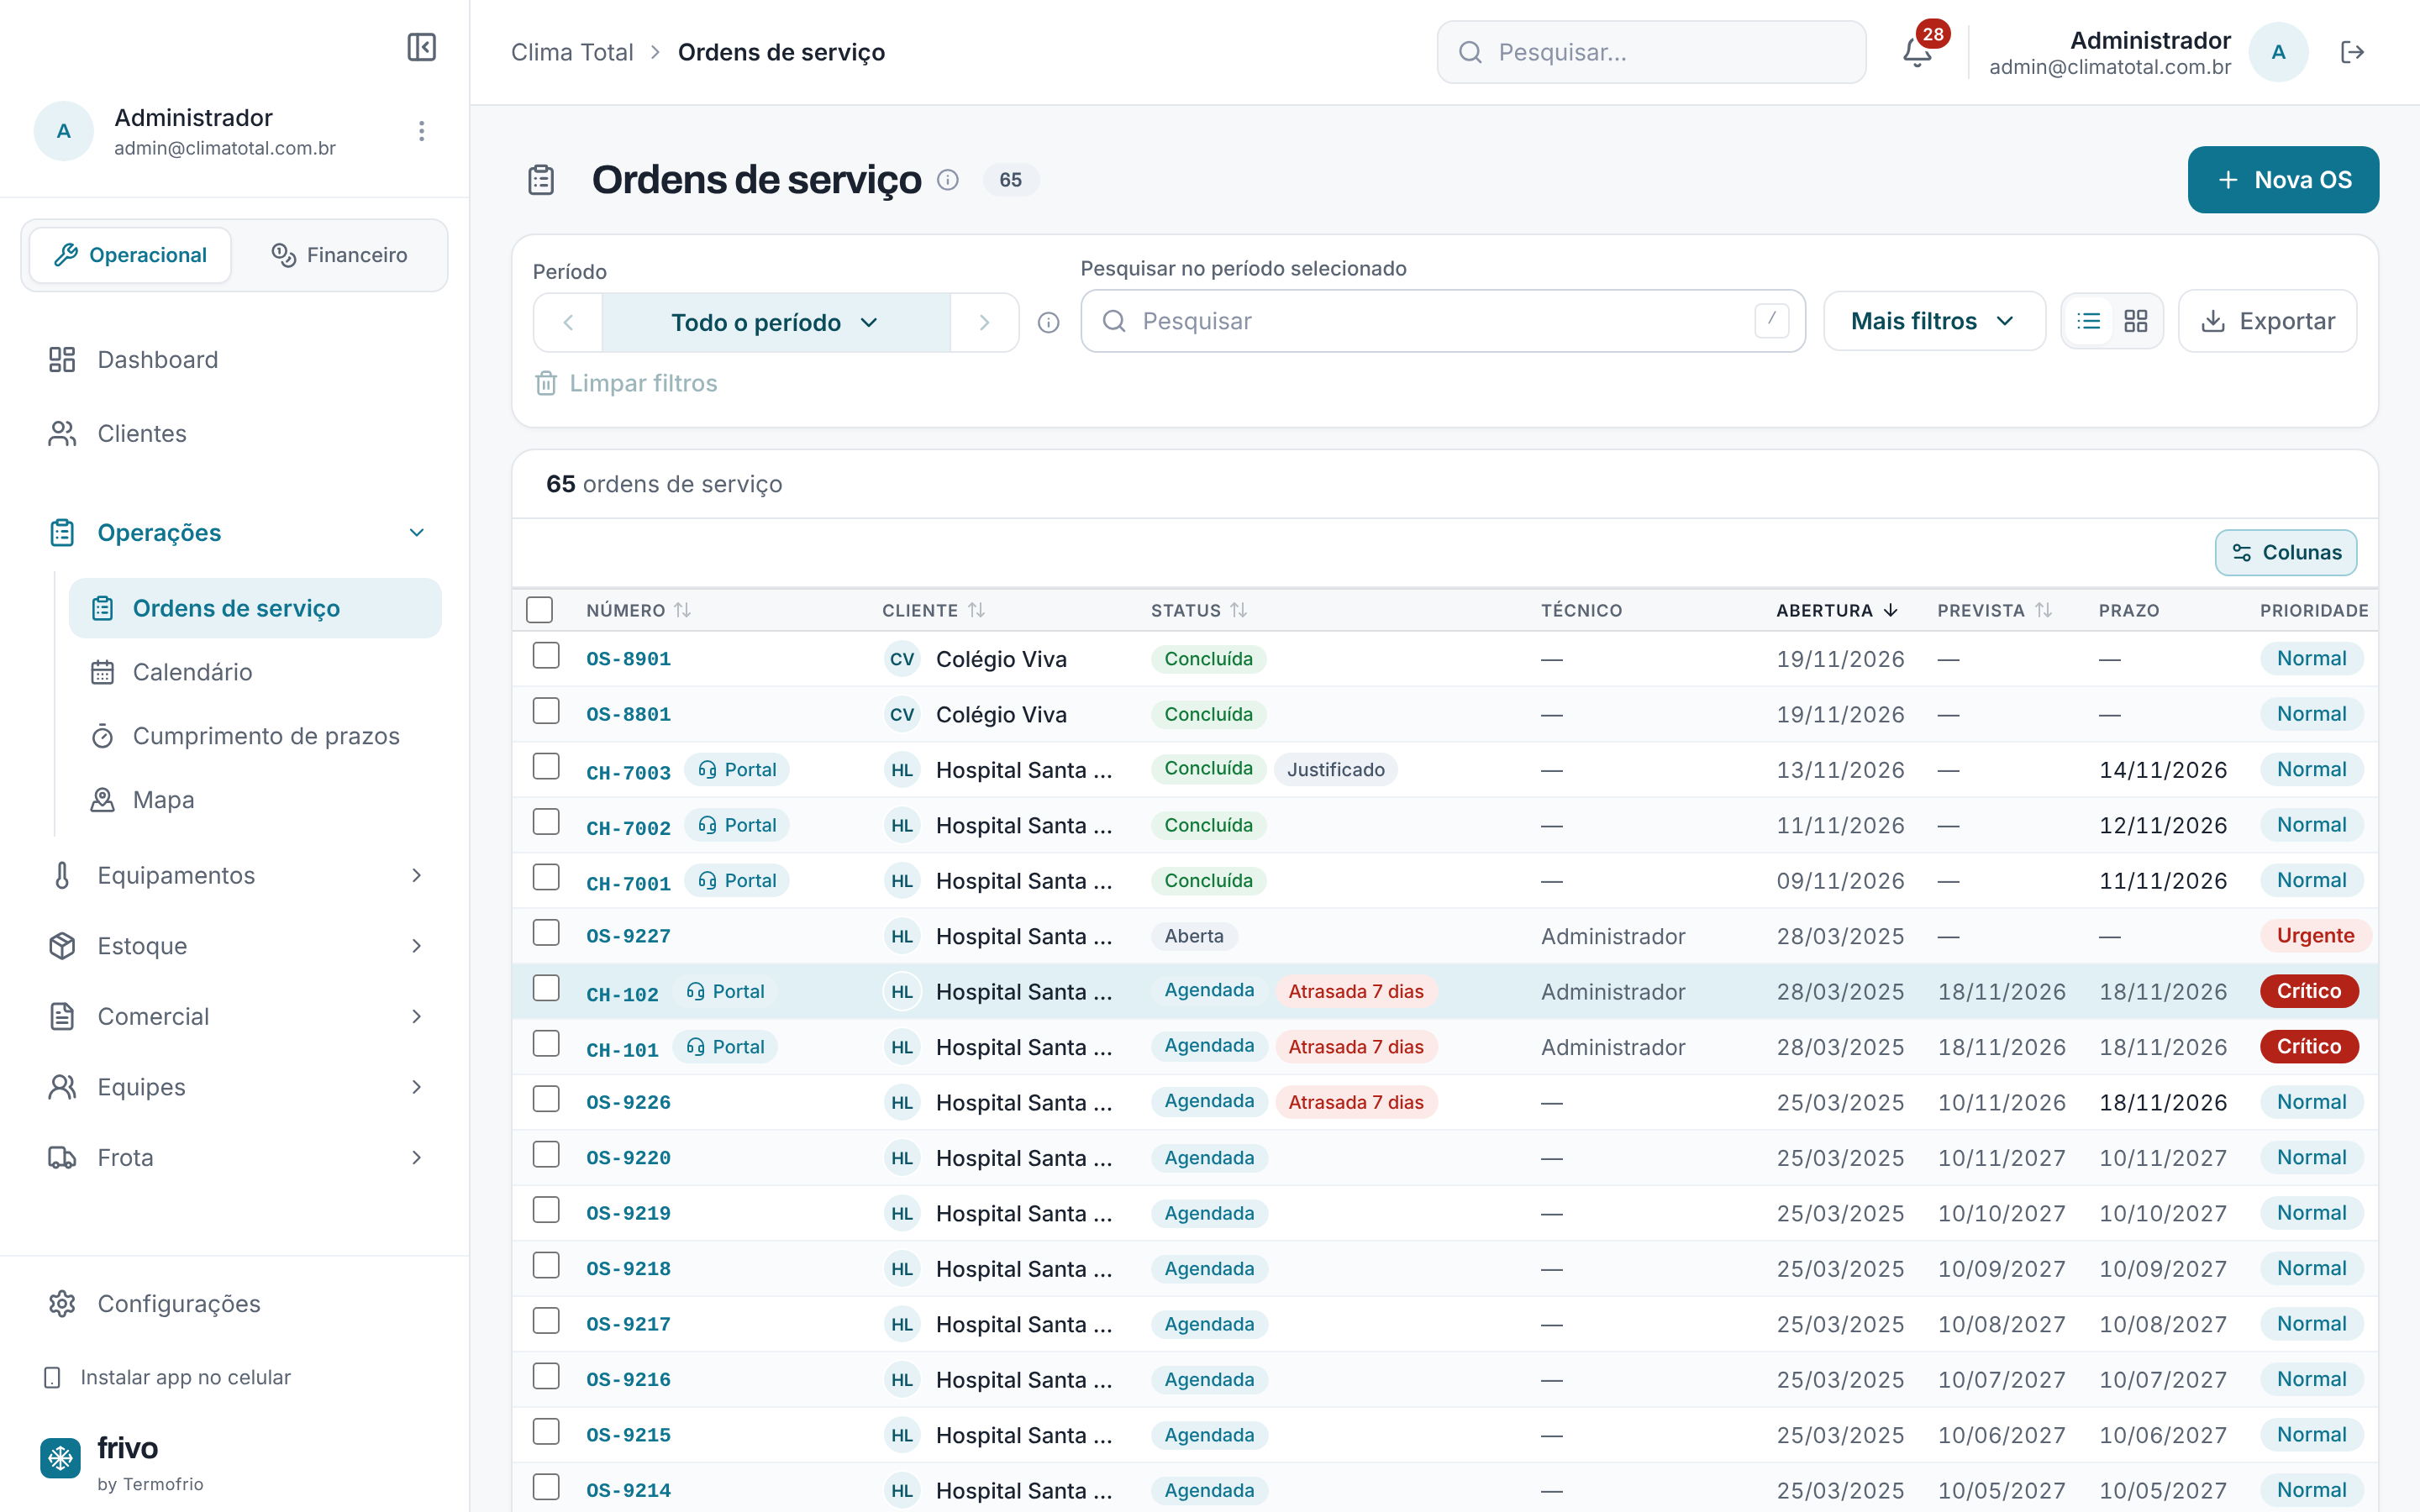 Administrador
admin@climatotal.com.br
Operacional
Financeiro
Dashboard
Clientes
Operações
Ordens de serviço
Calendário
Cumprimento de prazos
Mapa
Equipamentos
Estoque
Comercial
Equipes
Frota
Configurações
Instalar app no celular
frivo
by Termofrio
Clima Total > Ordens de serviço
Pesquisar...
28
Administrador
admin@climatotal.com.br
A
A
Ordens de serviço 65
+ Nova OS
Período
Todo o período
Pesquisar no período selecionado
Pesquisar /
Mais filtros
Exportar
Limpar filtros
65 ordens de serviço
Colunas
NÚMERO CLIENTE STATUS TÉCNICO ABERTURA PREVISTA PRAZO PRIORIDADE
OS-8901 CV Colégio Viva Concluída — 19/11/2026 — — Normal
OS-8801 CV Colégio Viva Concluída — 19/11/2026 — — Normal
CH-7003 Portal HL Hospital Santa ... Concluída Justificado — 13/11/2026 — 14/11/2026 Normal
CH-7002 Portal HL Hospital Santa ... Concluída — 11/11/2026 — 12/11/2026 Normal
CH-7001 Portal HL Hospital Santa ... Concluída — 09/11/2026 — 11/11/2026 Normal
OS-9227 HL Hospital Santa ... Aberta Administrador 28/03/2025 — — Urgente
CH-102 Portal HL Hospital Santa ... Agendada Atrasada 7 dias Administrador 28/03/2025 18/11/2026 18/11/2026 Crítico
CH-101 Portal HL Hospital Santa ... Agendada Atrasada 7 dias Administrador 28/03/2025 18/11/2026 18/11/2026 Crítico
OS-9226 HL Hospital Santa ... Agendada Atrasada 7 dias — 25/03/2025 10/11/2026 18/11/2026 Normal
OS-9220 HL Hospital Santa ... Agendada — 25/03/2025 10/11/2027 10/11/2027 Normal
OS-9219 HL Hospital Santa ... Agendada — 25/03/2025 10/10/2027 10/10/2027 Normal
OS-9218 HL Hospital Santa ... Agendada — 25/03/2025 10/09/2027 10/09/2027 Normal
OS-9217 HL Hospital Santa ... Agendada — 25/03/2025 10/08/2027 10/08/2027 Normal
OS-9216 HL Hospital Santa ... Agendada — 25/03/2025 10/07/2027 10/07/2027 Normal
OS-9215 HL Hospital Santa ... Agendada — 25/03/2025 10/06/2027 10/06/2027 Normal
OS-9214 HL Hospital Santa ... Agendada — 25/03/2025 10/05/2027 10/05/2027 Normal